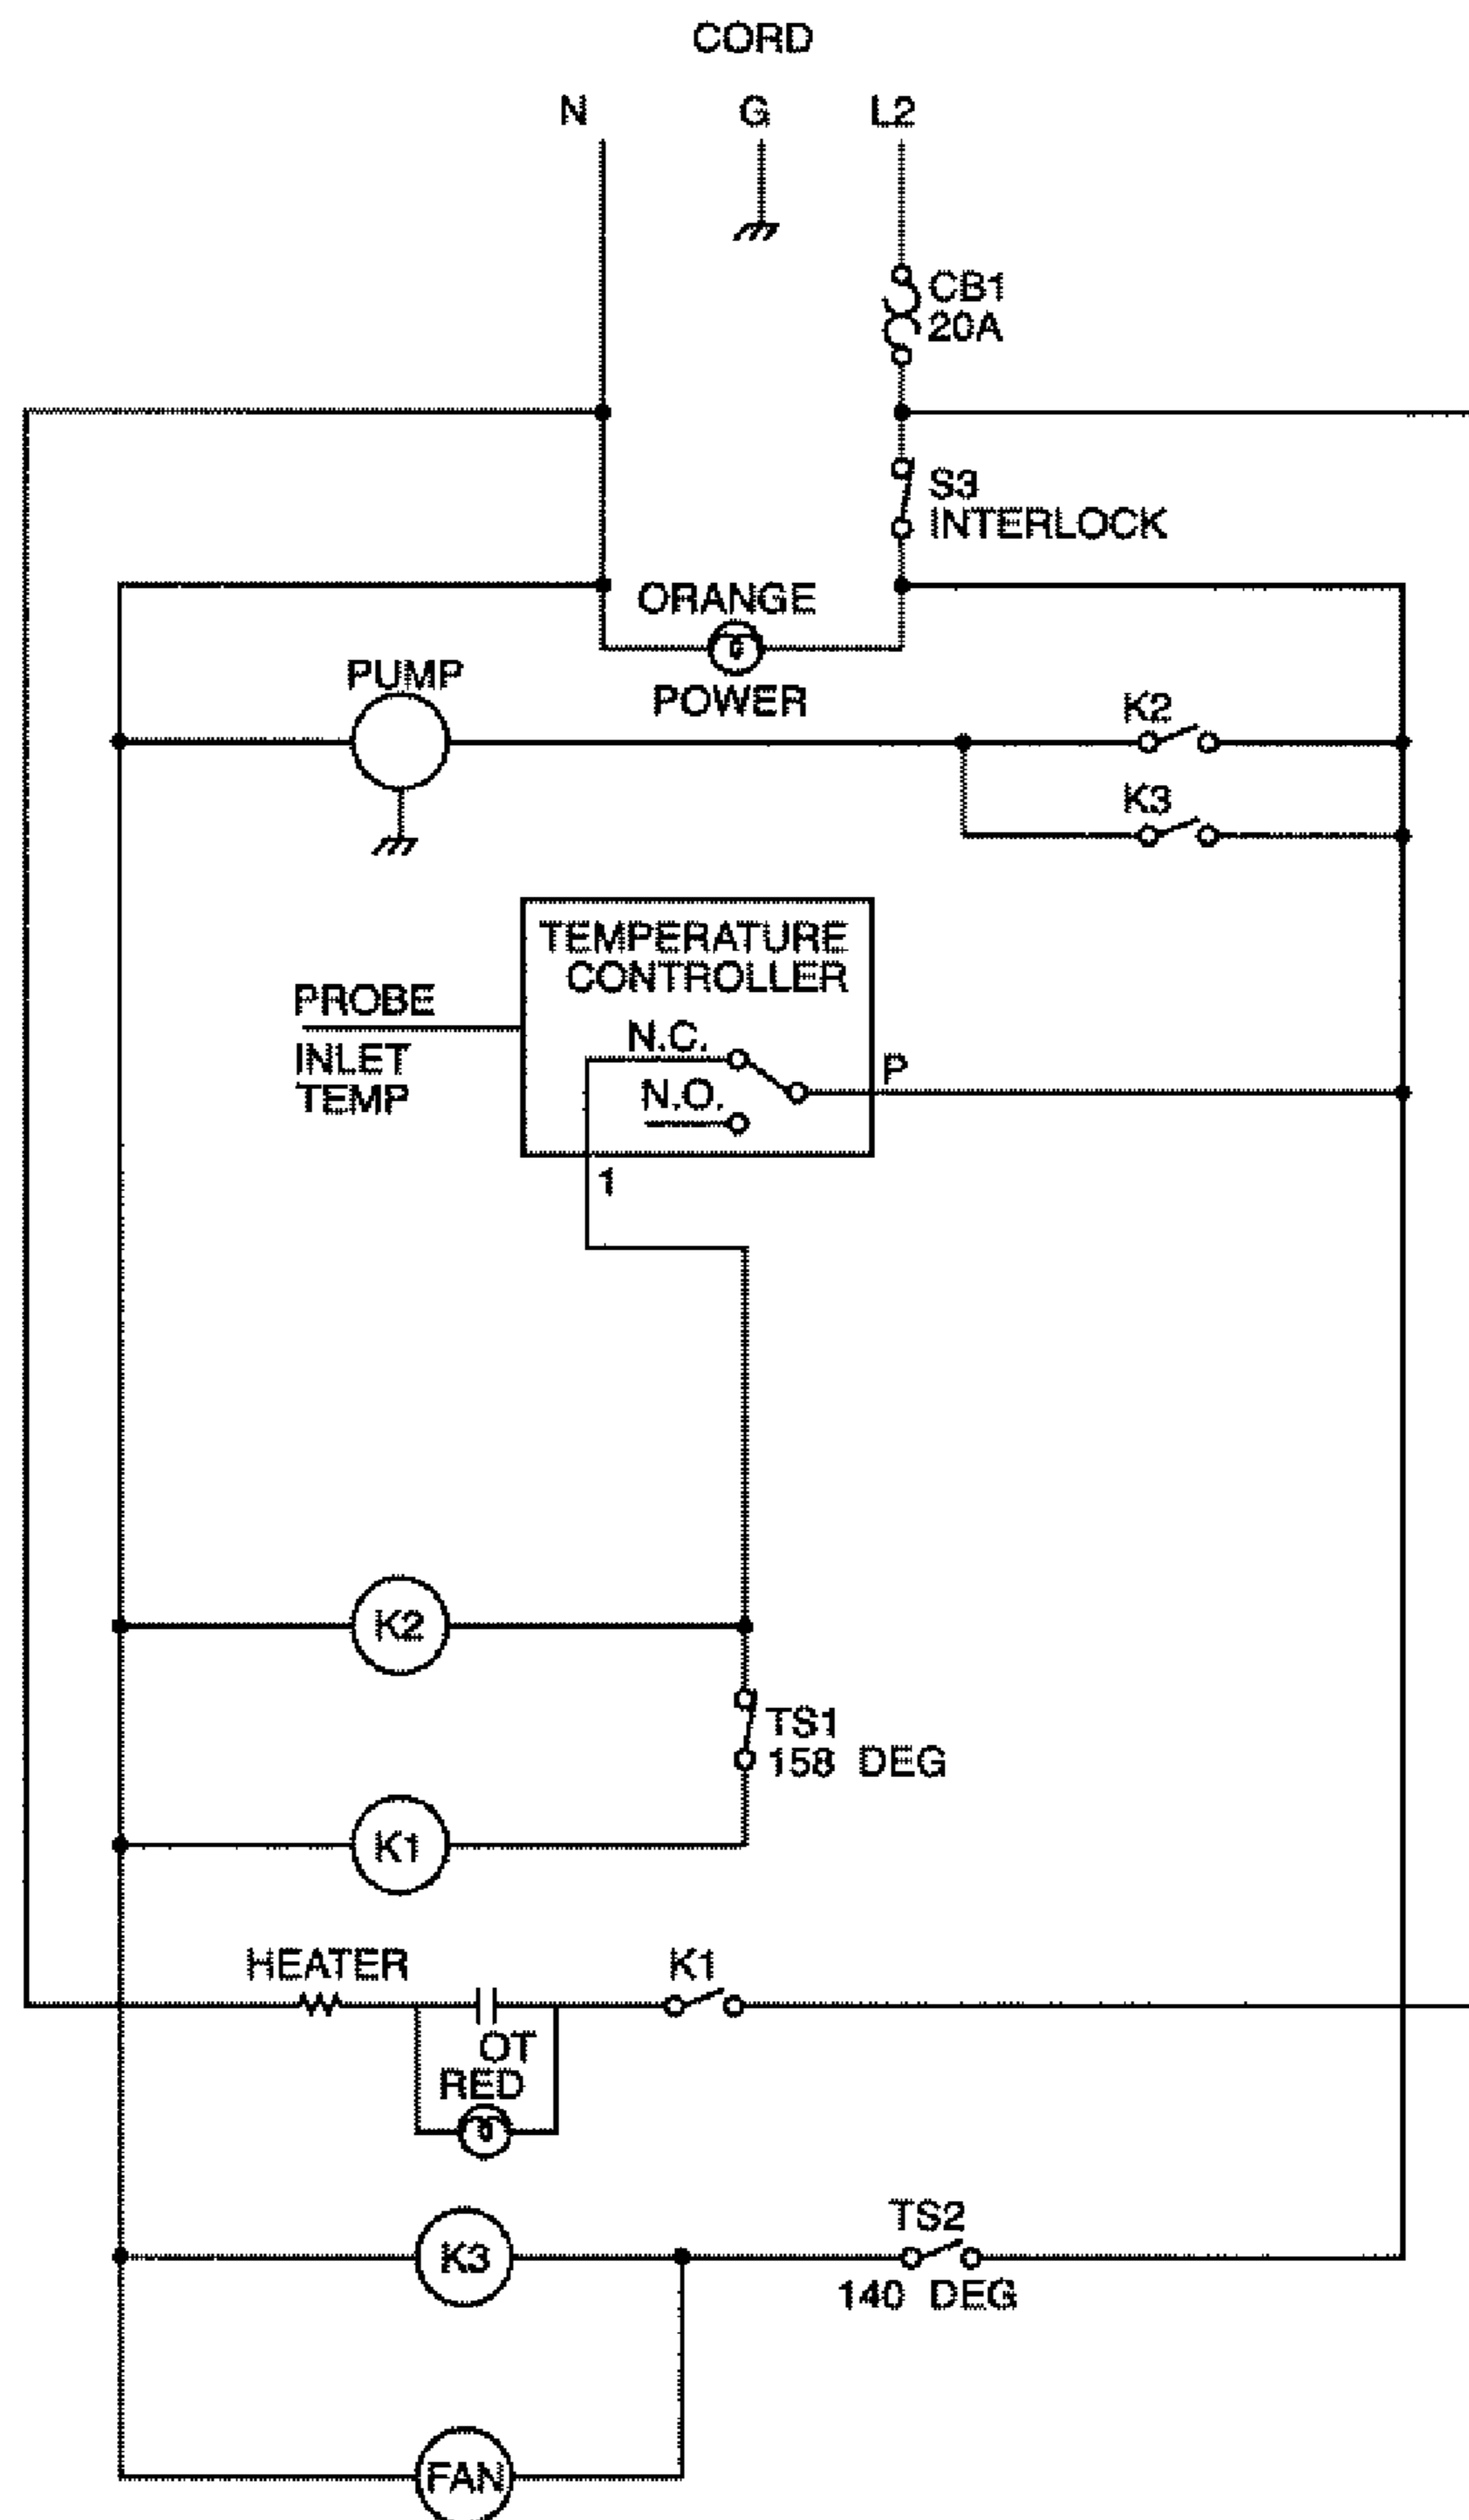 CORD
N G L2
CB1
20A
S3
INTERLOCK
ORANGE
PUMP
POWER
K2
K3
TEMPERATURE
CONTROLLER
PROBE
N.C.
INLET
P
TEMP
N.O.
1
K2
TS1
158 DEG
K1
HEATER
K1
OT
RED
TS2
K3
140 DEG
FAN